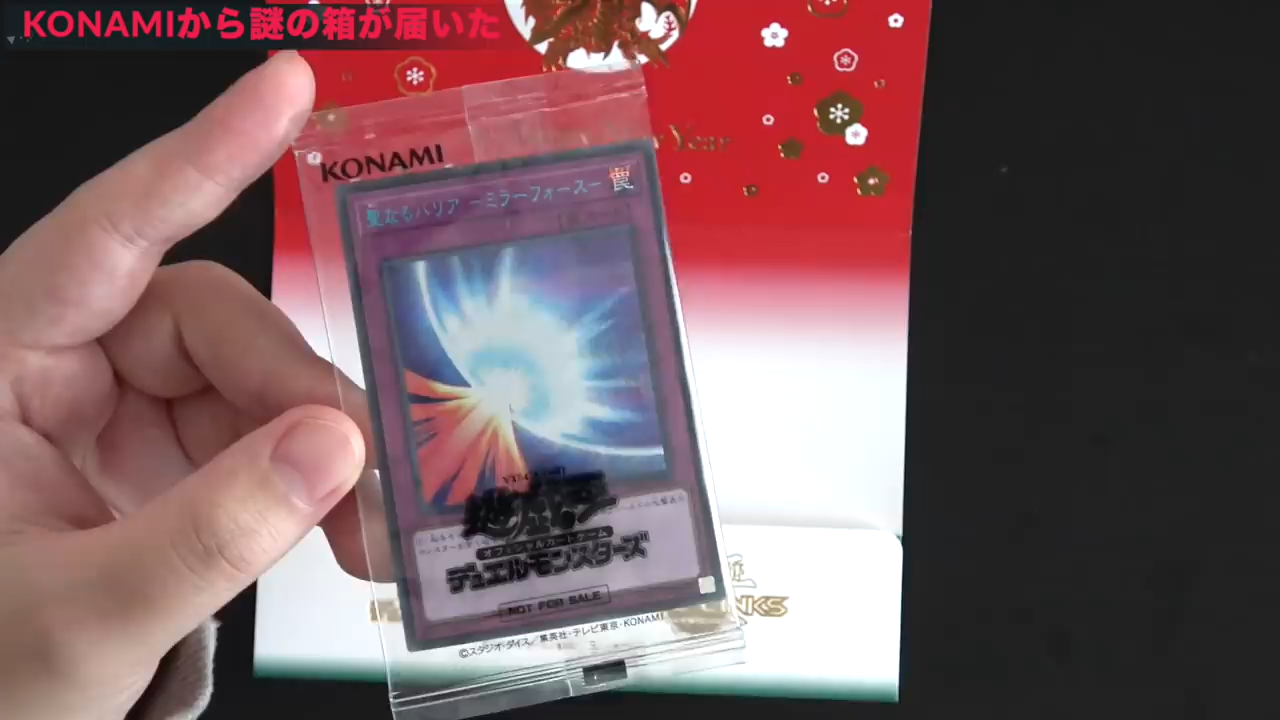 KONAMIから謎の箱が届いた
Year
KONAMI
聖なるバリア －ミラーフォース－
罠
遊戯王
オフィシャルカードゲーム
デュエルモンスターズ
NOT FOR SALE
©スタジオ・ダイス／集英社・テレビ東京・KONAMI